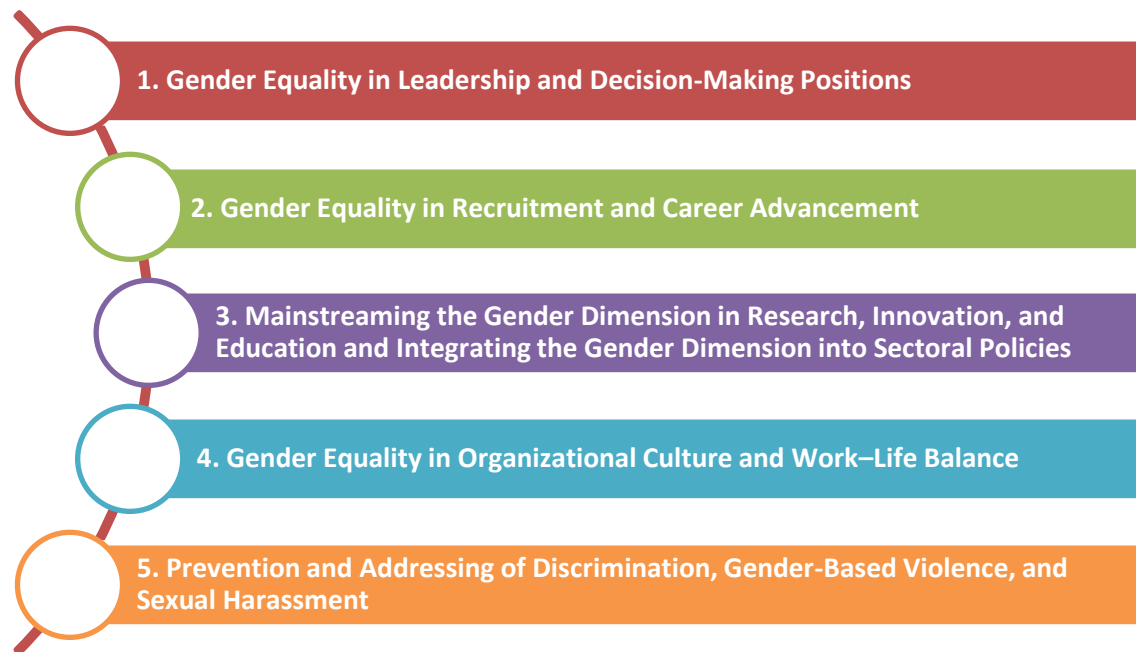 1. Gender Equality in Leadership and Decision-Making Positions
2. Gender Equality in Recruitment and Career Advancement
3. Mainstreaming the Gender Dimension in Research, Innovation, and
Education and Integrating the Gender Dimension into Sectoral Policies
4. Gender Equality in Organizational Culture and Work–Life Balance
5. Prevention and Addressing of Discrimination, Gender-Based Violence, and
Sexual Harassment